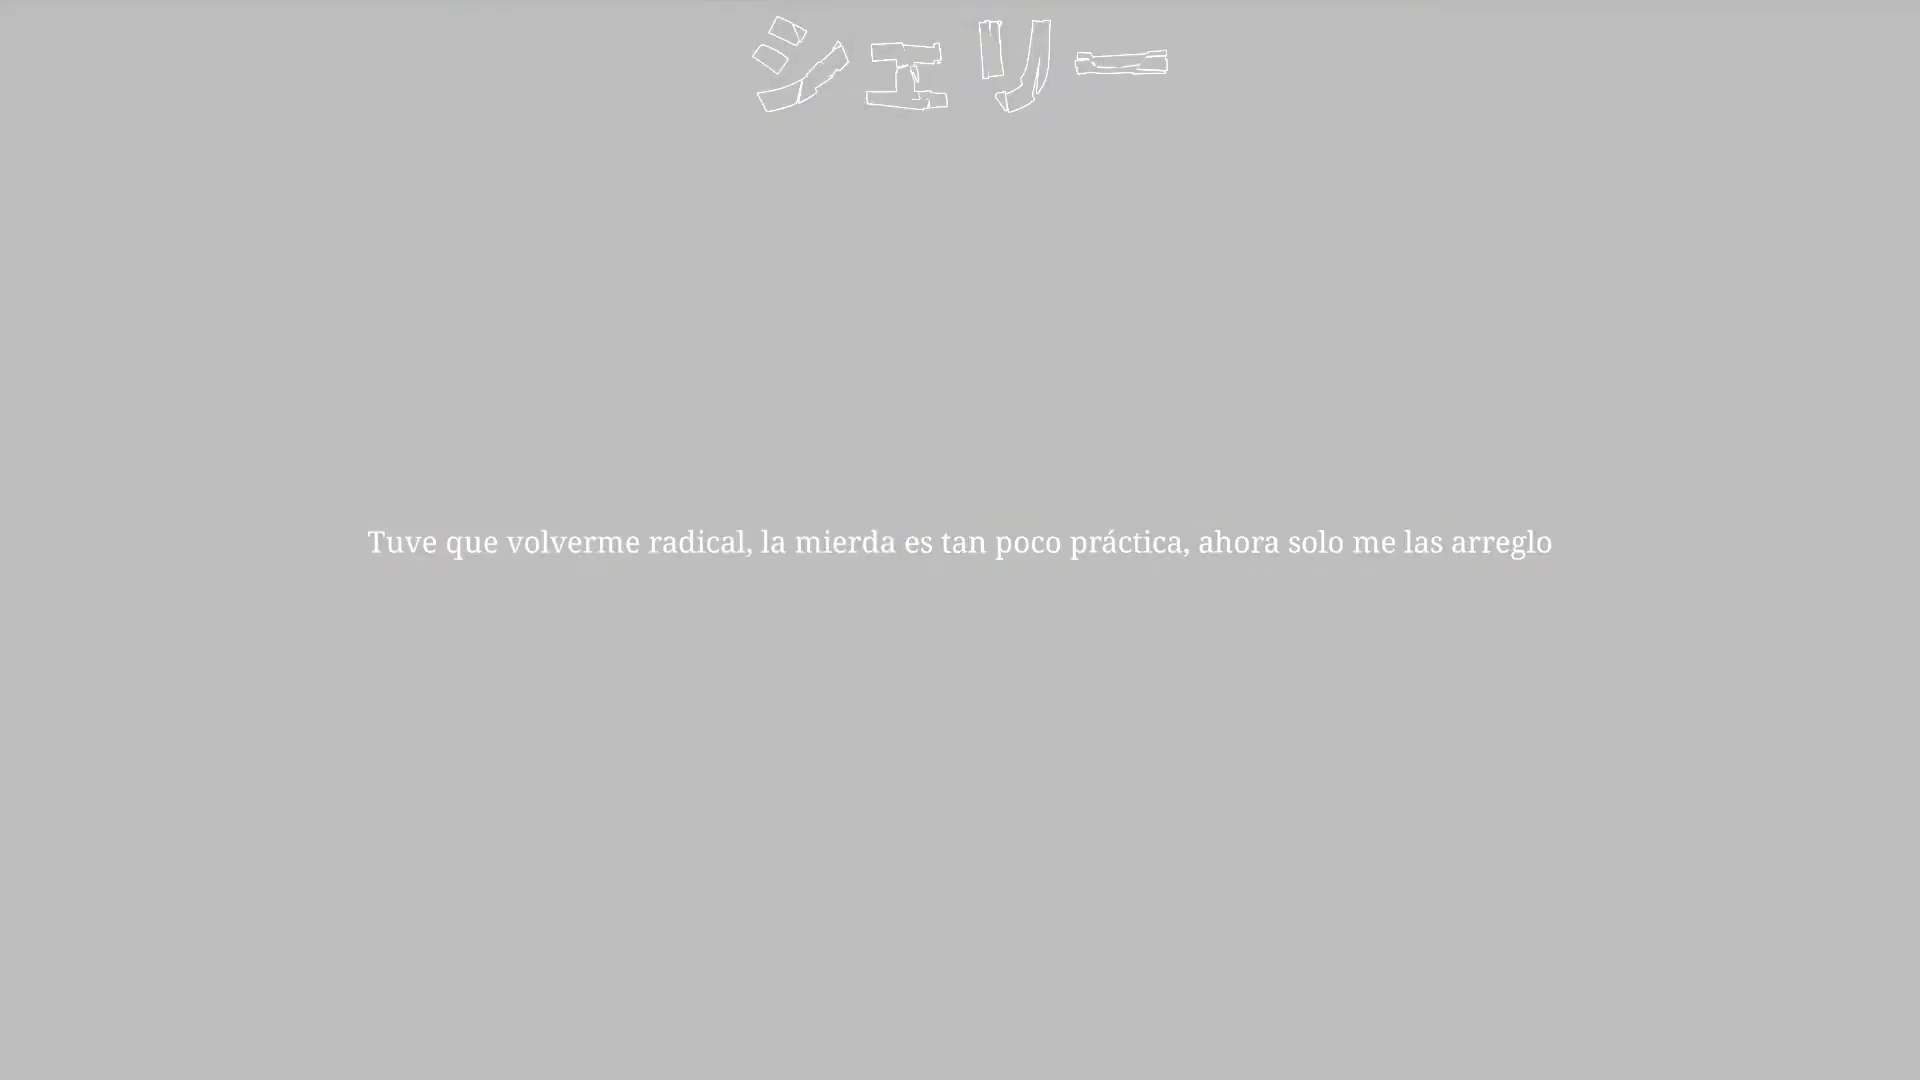 シェリー
Tuve que volverme radical, la mierda es tan poco práctica, ahora solo me las arreglo